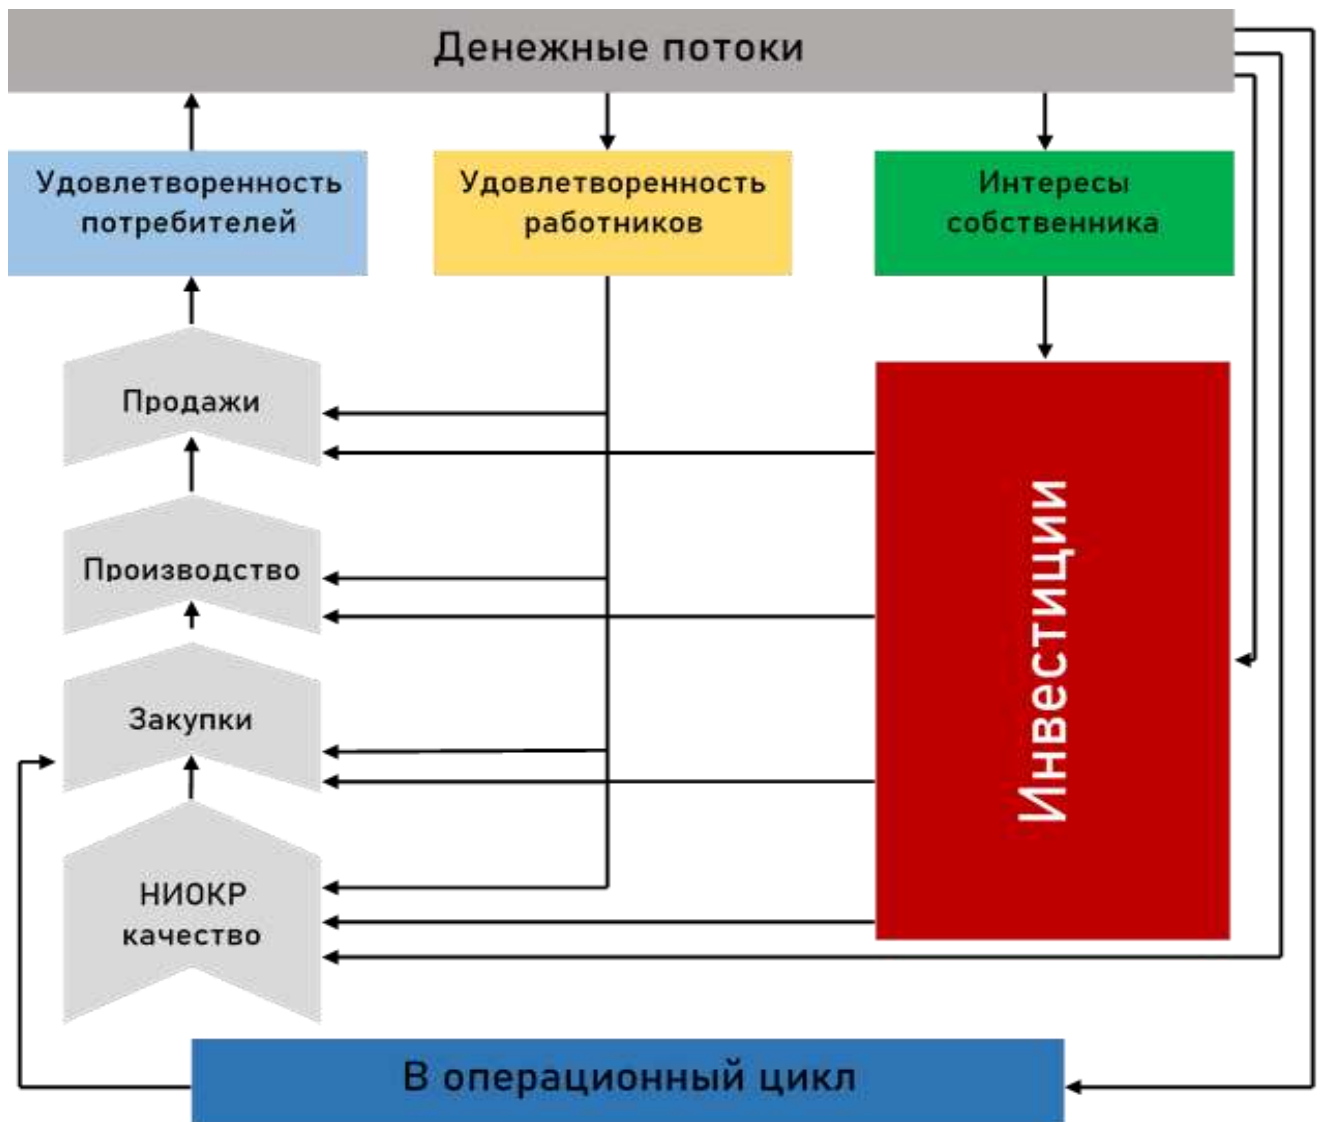 Денежные потоки
Удовлетворенность
потребителей
Удовлетворенность
работников
Интересы
собственника
Продажи
Производство
Закупки
НИОКР
качество
Инвестиции
В операционный цикл